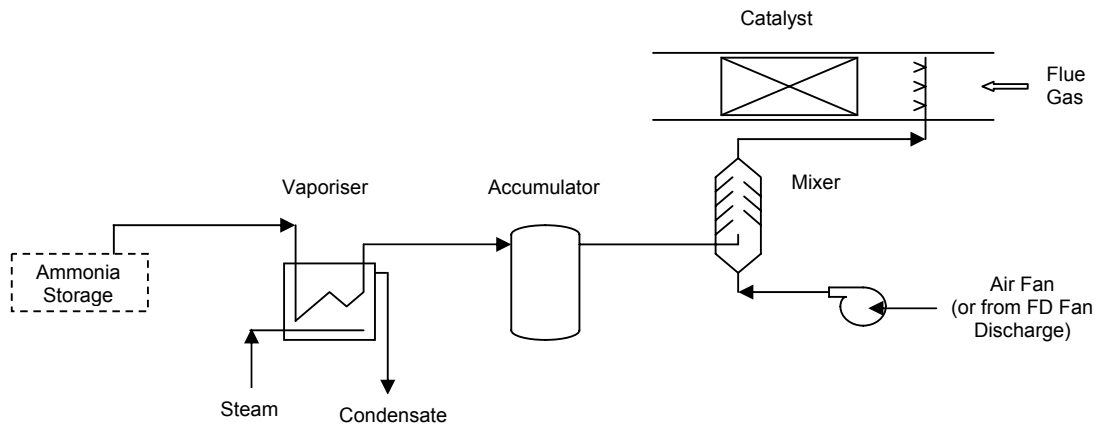 Catalyst
Flue
Gas
Vaporiser
Accumulator
Mixer
Ammonia
Storage
Air Fan
(or from FD Fan
Discharge)
Steam
Condensate